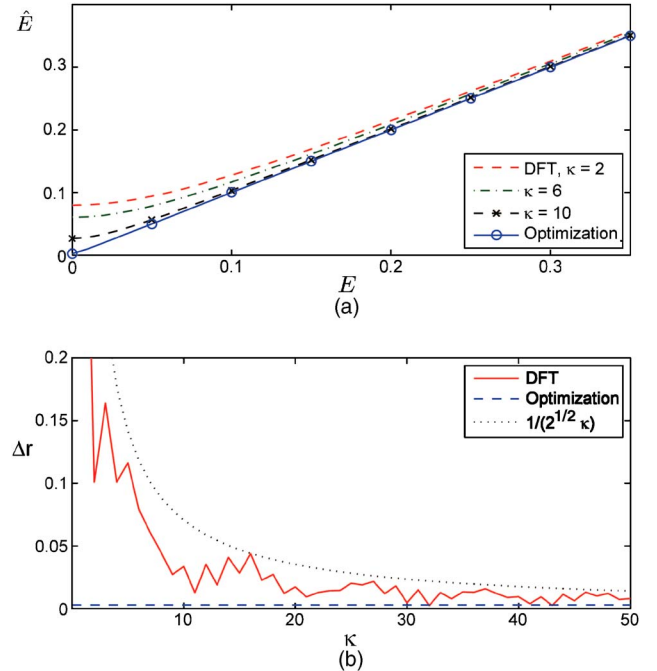 Ê
0.3
0.2
0.1
0
0
0.1
0.2
0.3
E
DFT, κ = 2
κ = 6
κ = 10
Optimization
(a)
Δr
0.2
0.15
0.1
0.05
0
10
20
30
40
50
κ
DFT
Optimization
1/(2^{1/2} κ)
(b)